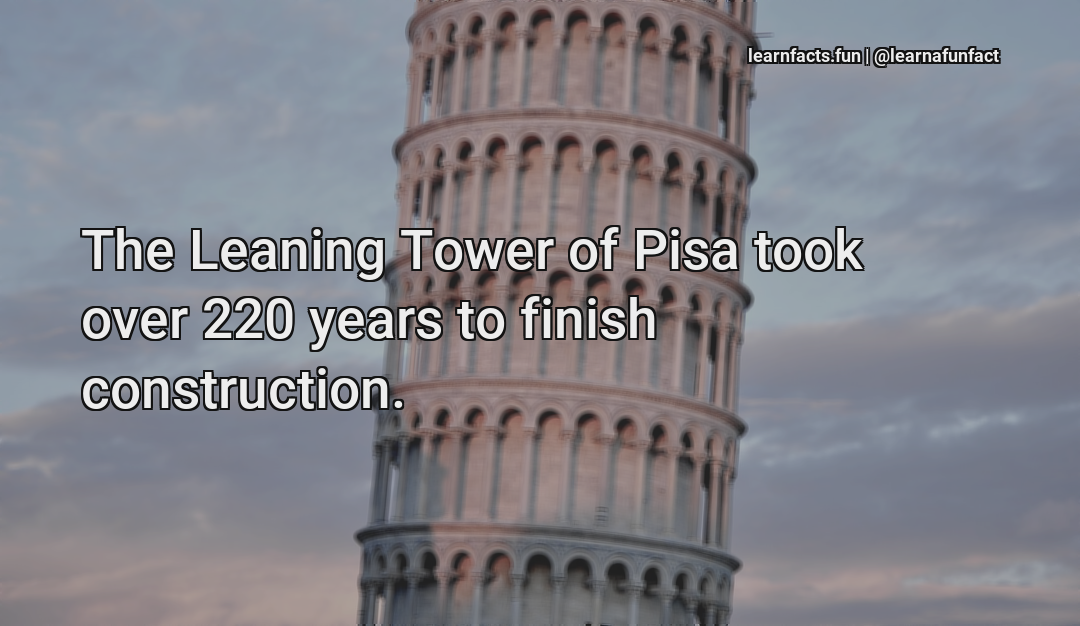 learnfacts.fun | @learnafunfact
The Leaning Tower of Pisa took
over 220 years to finish
construction.